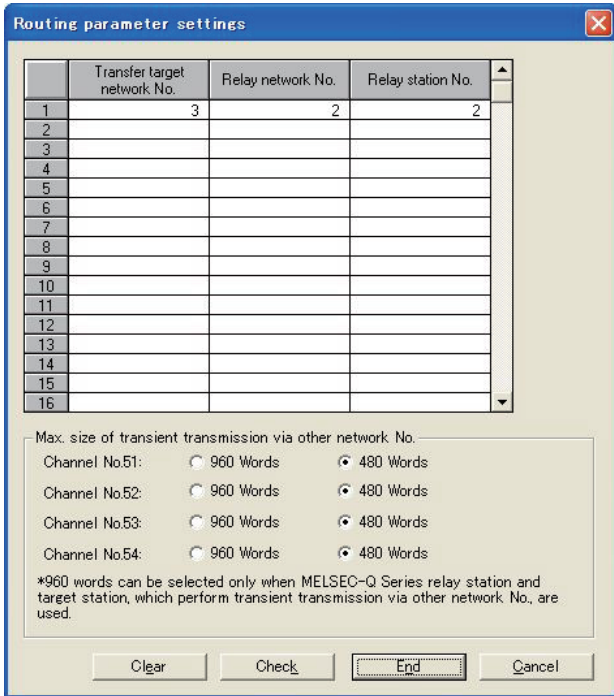 Routing parameter settings
Transfer target network No. Relay network No. Relay station No.
1 3 2 2
2
3
4
5
6
7
8
9
10
11
12
13
14
15
16
Max. size of transient transmission via other network No.
Channel No.51: 960 Words 480 Words
Channel No.52: 960 Words 480 Words
Channel No.53: 960 Words 480 Words
Channel No.54: 960 Words 480 Words
*960 words can be selected only when MELSEC-Q Series relay station and
target station, which perform transient transmission via other network No., are
used.
Clear Check End Cancel